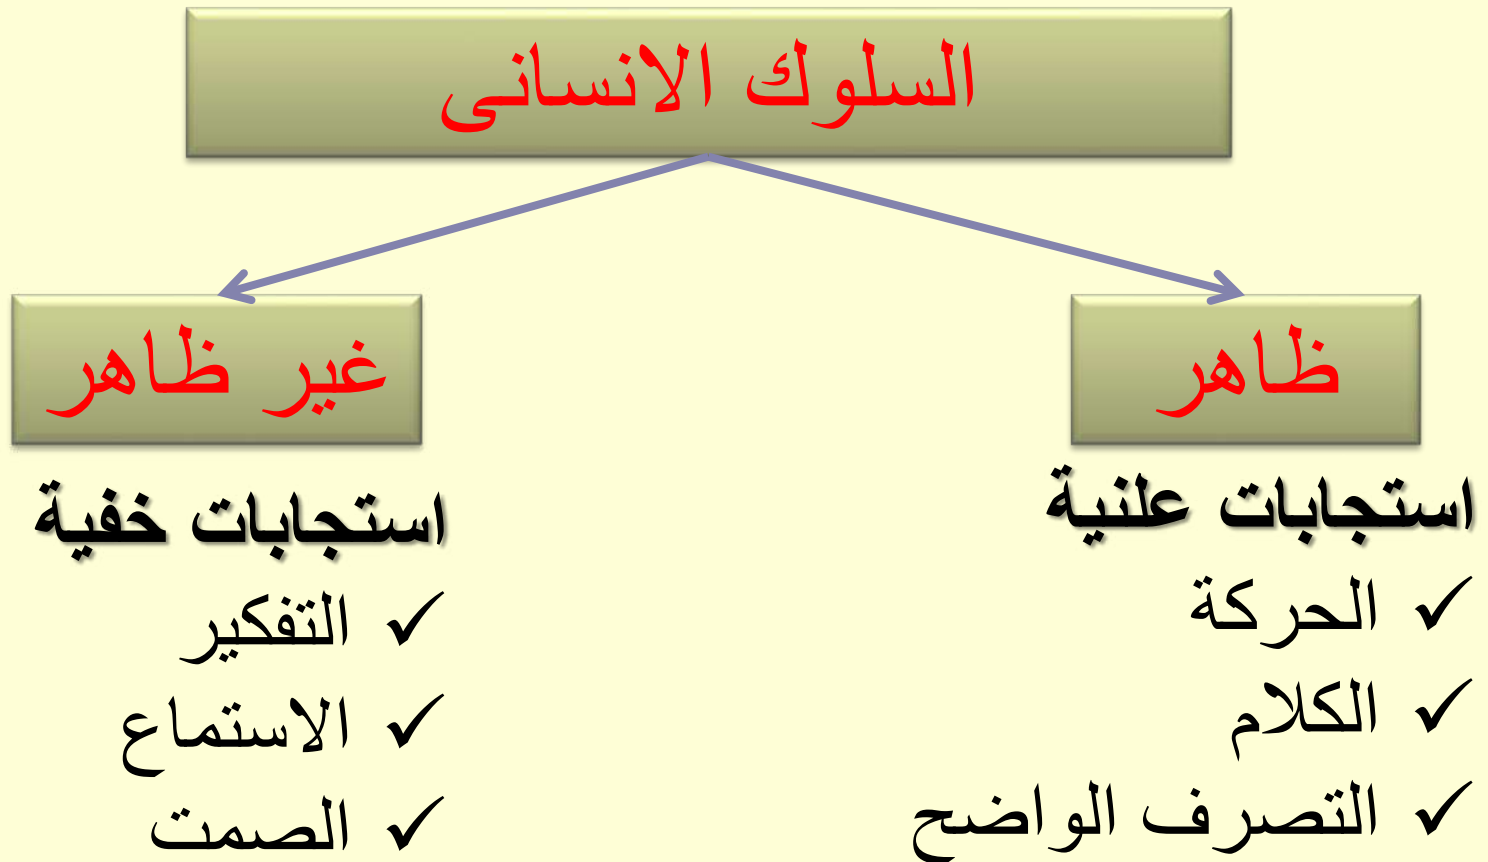 السلوك الانسانى
ظاهر
استجابات علنية
✓ الحركة
✓ الكلام
✓ التصرف الواضح
غير ظاهر
استجابات خفية
✓ التفكير
✓ الاستماع
✓ الصمت